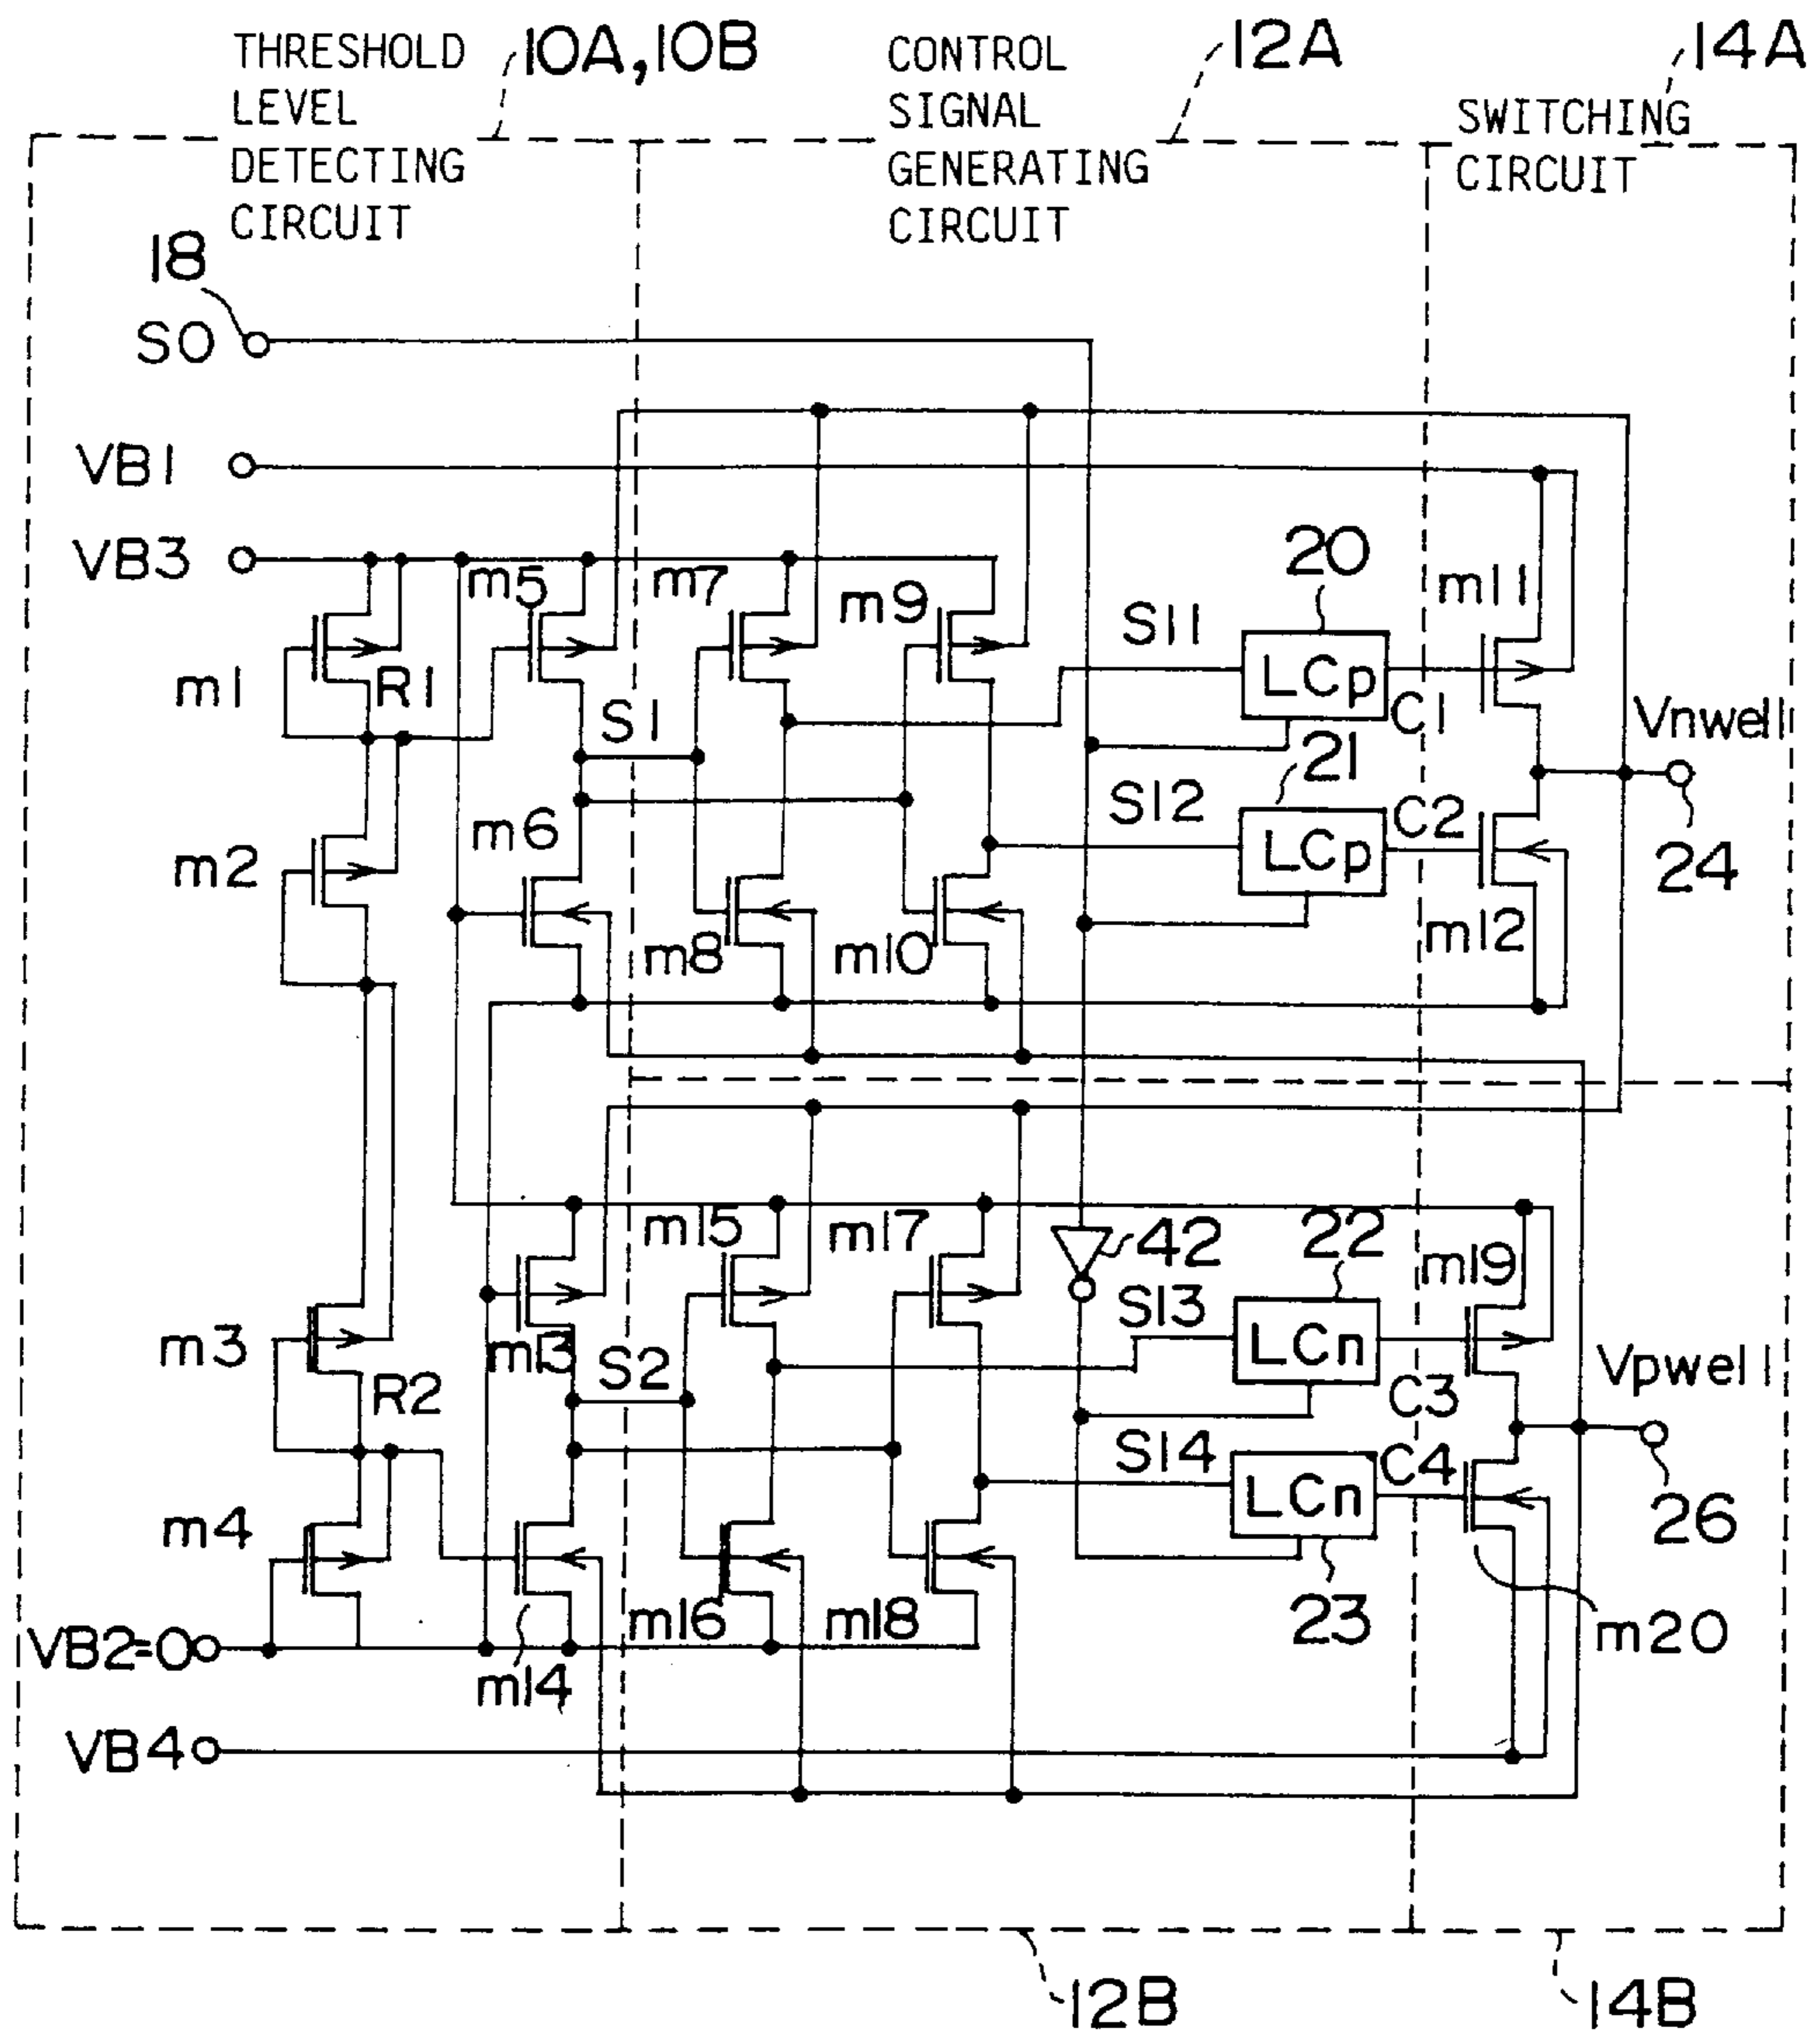 THRESHOLD
LEVEL
DETECTING
CIRCUIT
10A, 10B
CONTROL
SIGNAL
GENERATING
CIRCUIT
12A
SWITCHING
CIRCUIT
14A
18
S0
VB1
VB3
m1
R1
m5
m7
m9
S11
20
LCp
C1
m11
Vnwell
24
S1
m2
m6
m8
m10
S12
21
LCp
C2
m12
m3
R2
m13
S2
m15
m17
42
S13
22
LCn
C3
m19
Vpwell
26
m4
m14
m16
m18
S14
LCn
23
C4
m20
VB2=0
VB4
12B
14B